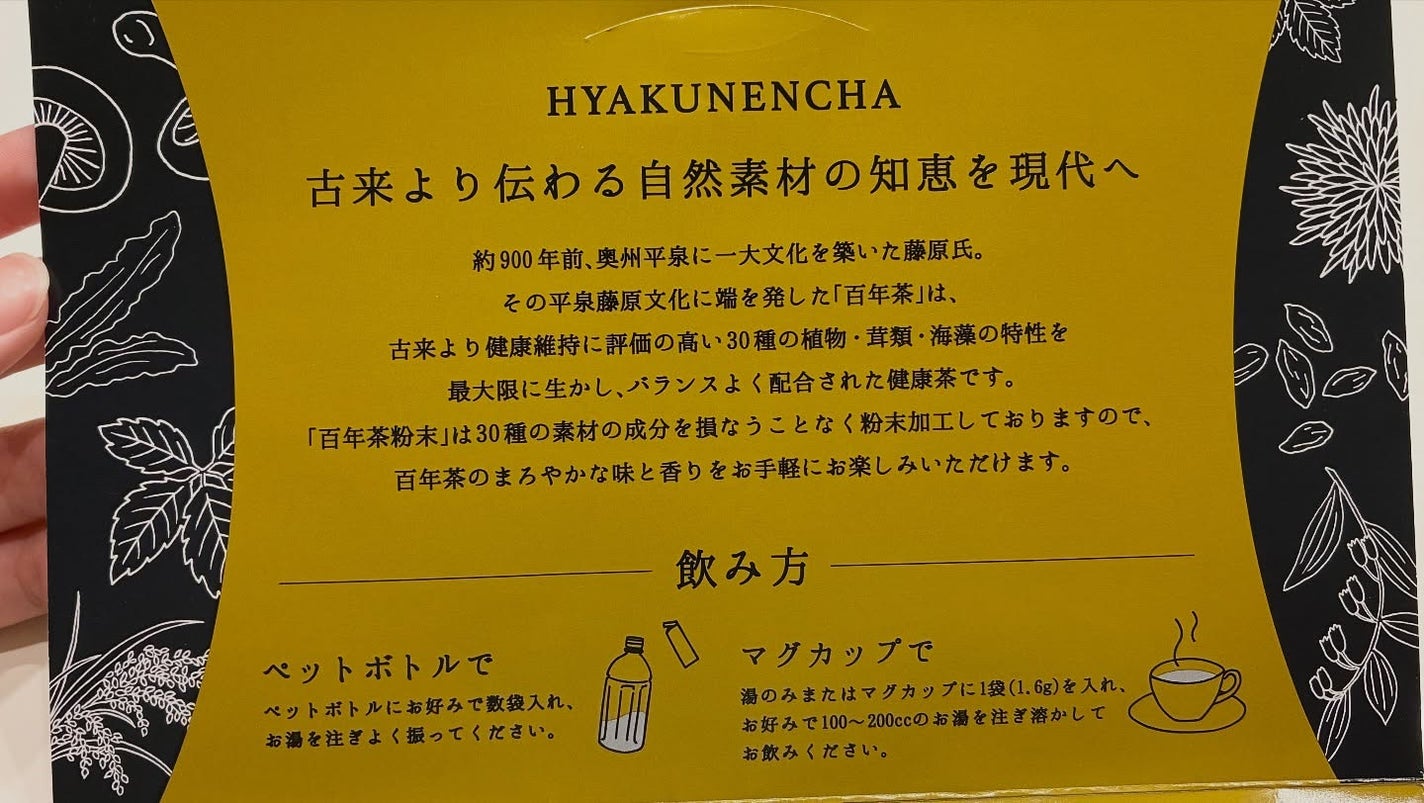 HYAKUNENCHA
古来より伝わる自然素材の知恵を現代へ
約900年前、奥州平泉に一大文化を築いた藤原氏。
その平泉藤原文化に端を発した「百年茶」は、
古来より健康維持に評価の高い30種の植物・茸類・海藻の特性を
最大限に生かし、バランスよく配合された健康茶です。
「百年茶粉末」は30種の素材の成分を損なうことなく粉末加工しておりますので、
百年茶のまろやかな味と香りをお手軽にお楽しみいただけます。
飲み方
ペットボトルで
ペットボトルにお好みで数袋入れ、
お湯を注ぎよく振ってください。
マグカップで
湯のみまたはマグカップに1袋(1.6g)を入れ、
お好みで100〜200ccのお湯を注ぎ溶かして
お飲みください。